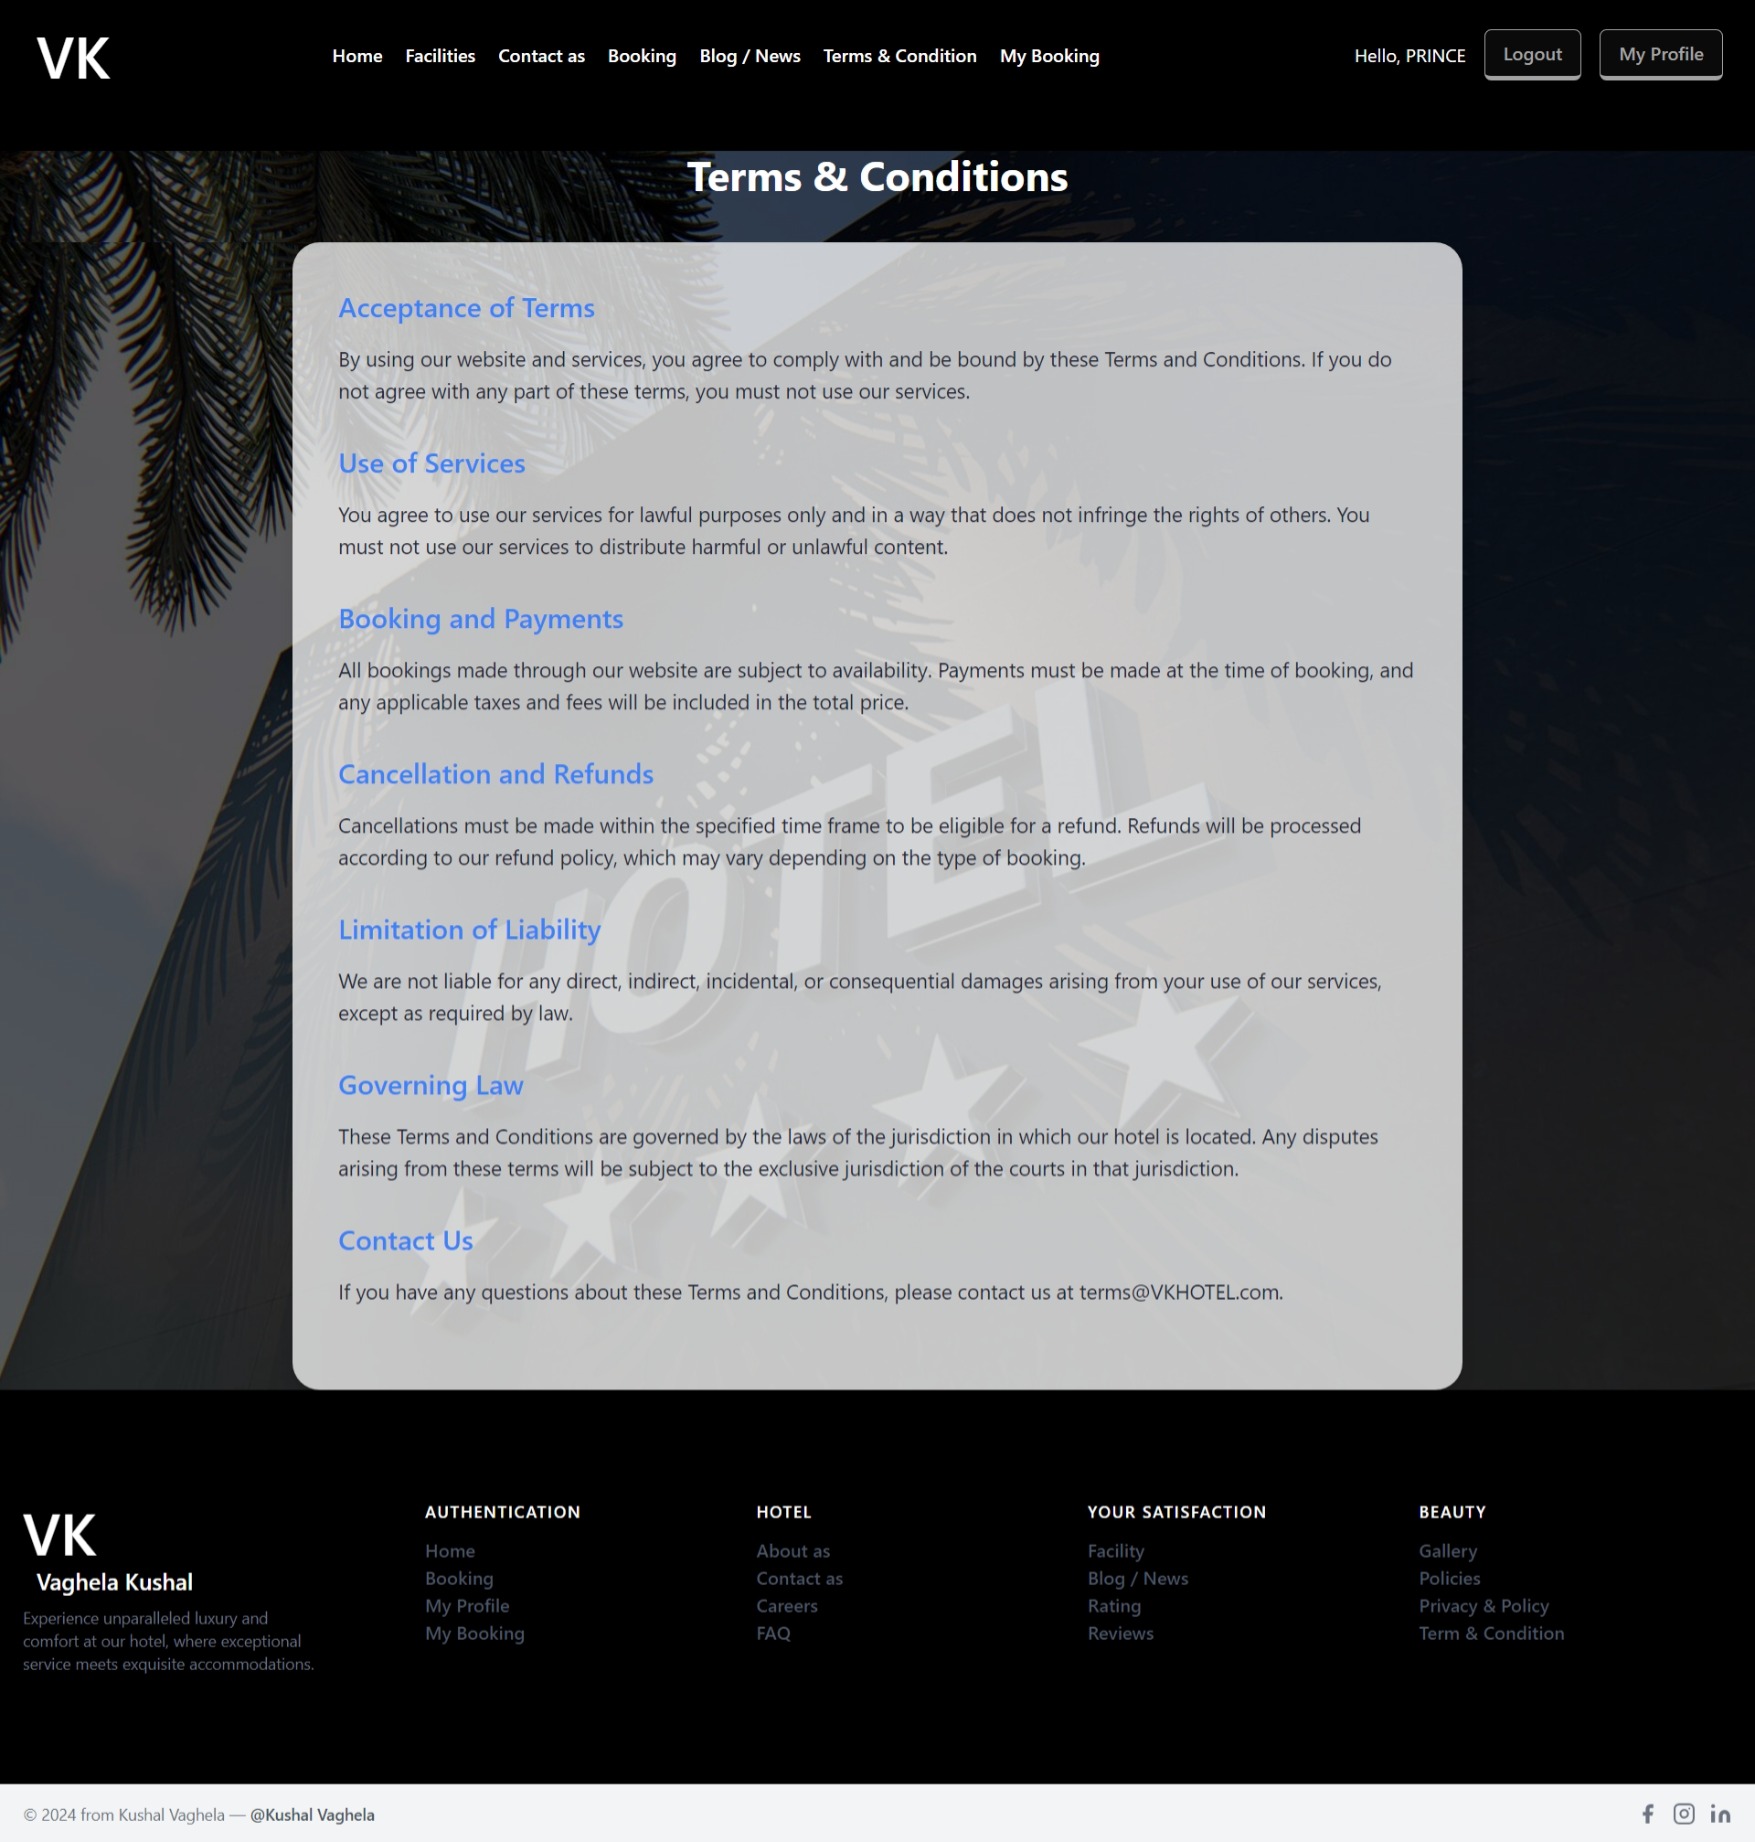 VK
Home Facilities Contact as Booking Blog / News Terms & Condition My Booking
Hello, PRINCE Logout My Profile
Terms & Conditions
Acceptance of Terms
By using our website and services, you agree to comply with and be bound by these Terms and Conditions. If you do
not agree with any part of these terms, you must not use our services.
Use of Services
You agree to use our services for lawful purposes only and in a way that does not infringe the rights of others. You
must not use our services to distribute harmful or unlawful content.
Booking and Payments
All bookings made through our website are subject to availability. Payments must be made at the time of booking, and
any applicable taxes and fees will be included in the total price.
Cancellation and Refunds
Cancellations must be made within the specified time frame to be eligible for a refund. Refunds will be processed
according to our refund policy, which may vary depending on the type of booking.
Limitation of Liability
We are not liable for any direct, indirect, incidental, or consequential damages arising from your use of our services,
except as required by law.
Governing Law
These Terms and Conditions are governed by the laws of the jurisdiction in which our hotel is located. Any disputes
arising from these terms will be subject to the exclusive jurisdiction of the courts in that jurisdiction.
Contact Us
If you have any questions about these Terms and Conditions, please contact us at terms@VKHOTEL.com.
HOTEL
VK
Vaghela Kushal
Experience unparalleled luxury and
comfort at our hotel, where exceptional
service meets exquisite accommodations.
AUTHENTICATION
Home
Booking
My Profile
My Booking
HOTEL
About as
Contact as
Careers
FAQ
YOUR SATISFACTION
Facility
Blog / News
Rating
Reviews
BEAUTY
Gallery
Policies
Privacy & Policy
Term & Condition
© 2024 from Kushal Vaghela — @Kushal Vaghela